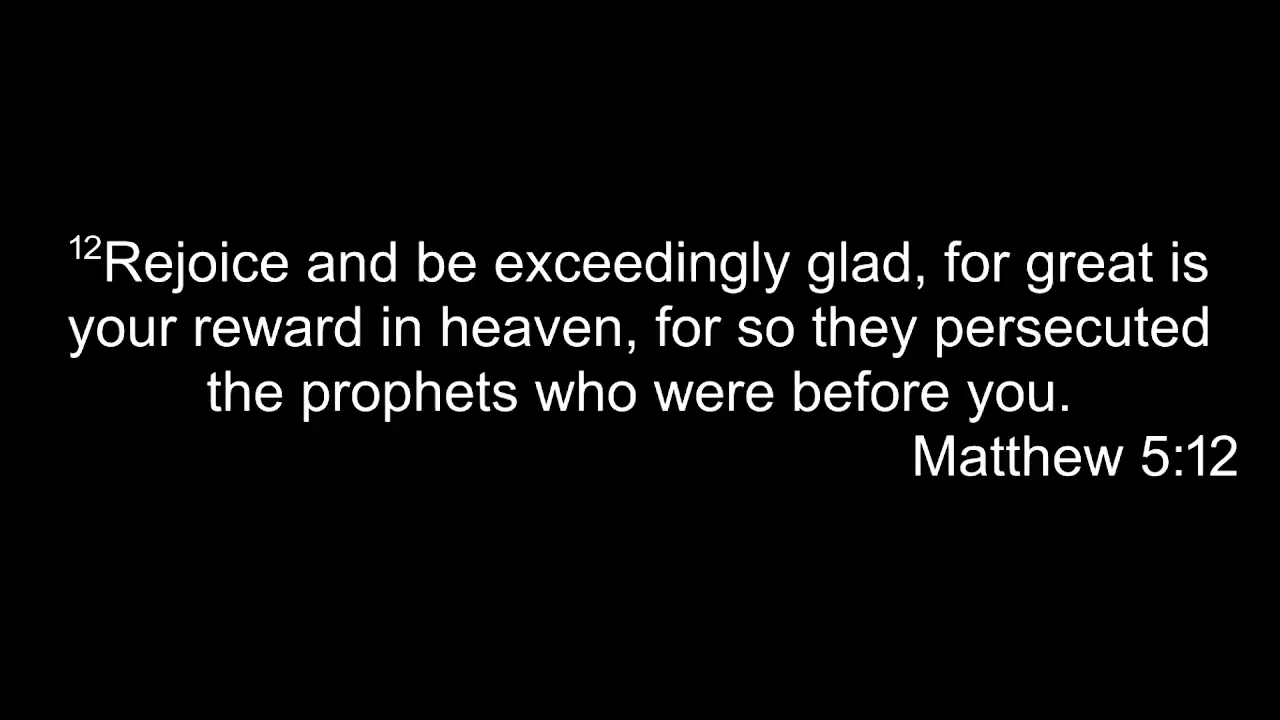 ¹²Rejoice and be exceedingly glad, for great is
your reward in heaven, for so they persecuted
the prophets who were before you.
Matthew 5:12